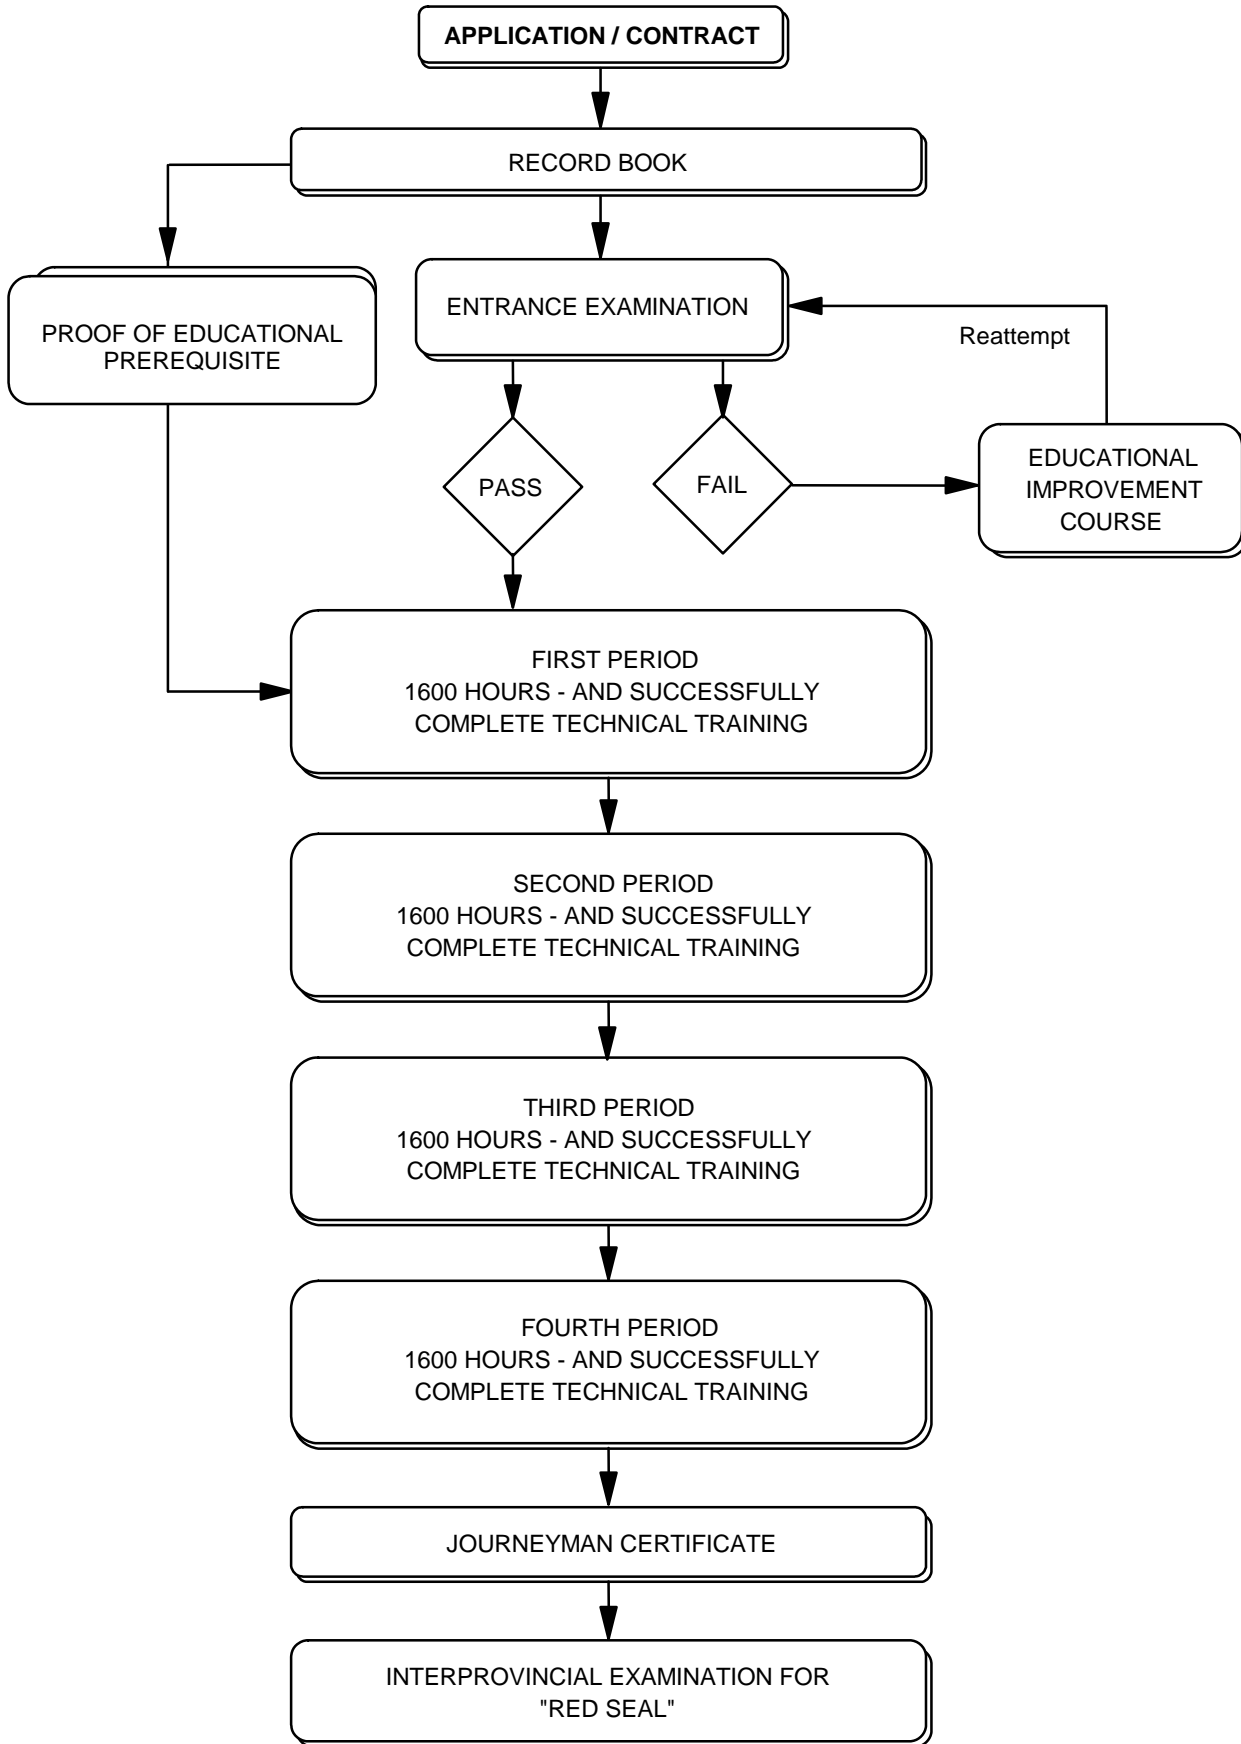 APPLICATION / CONTRACT
RECORD BOOK
PROOF OF EDUCATIONAL
PREREQUISITE
ENTRANCE EXAMINATION
Reattempt
PASS
FAIL
EDUCATIONAL
IMPROVEMENT
COURSE
FIRST PERIOD
1600 HOURS - AND SUCCESSFULLY
COMPLETE TECHNICAL TRAINING
SECOND PERIOD
1600 HOURS - AND SUCCESSFULLY
COMPLETE TECHNICAL TRAINING
THIRD PERIOD
1600 HOURS - AND SUCCESSFULLY
COMPLETE TECHNICAL TRAINING
FOURTH PERIOD
1600 HOURS - AND SUCCESSFULLY
COMPLETE TECHNICAL TRAINING
JOURNEYMAN CERTIFICATE
INTERPROVINCIAL EXAMINATION FOR
"RED SEAL"